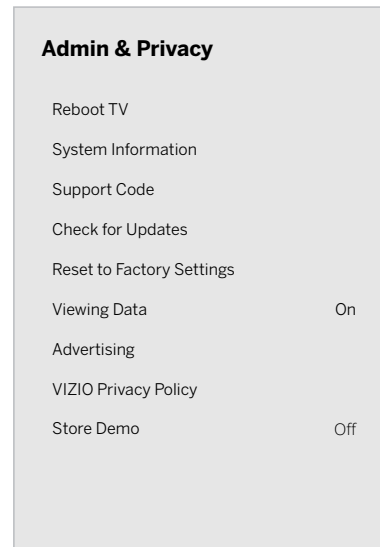 Admin & Privacy
Reboot TV
System Information
Support Code
Check for Updates
Reset to Factory Settings
Viewing Data On
Advertising
VIZIO Privacy Policy
Store Demo Off